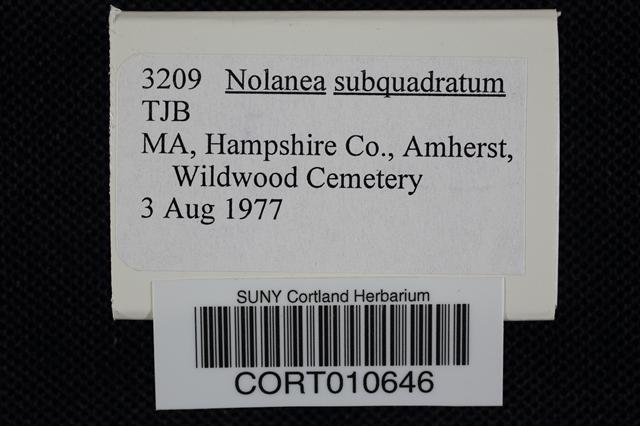 3209 Nolanea subquadratum
TJB
MA, Hampshire Co., Amherst,
Wildwood Cemetery
3 Aug 1977
SUNY Cortland Herbarium
CORT010646